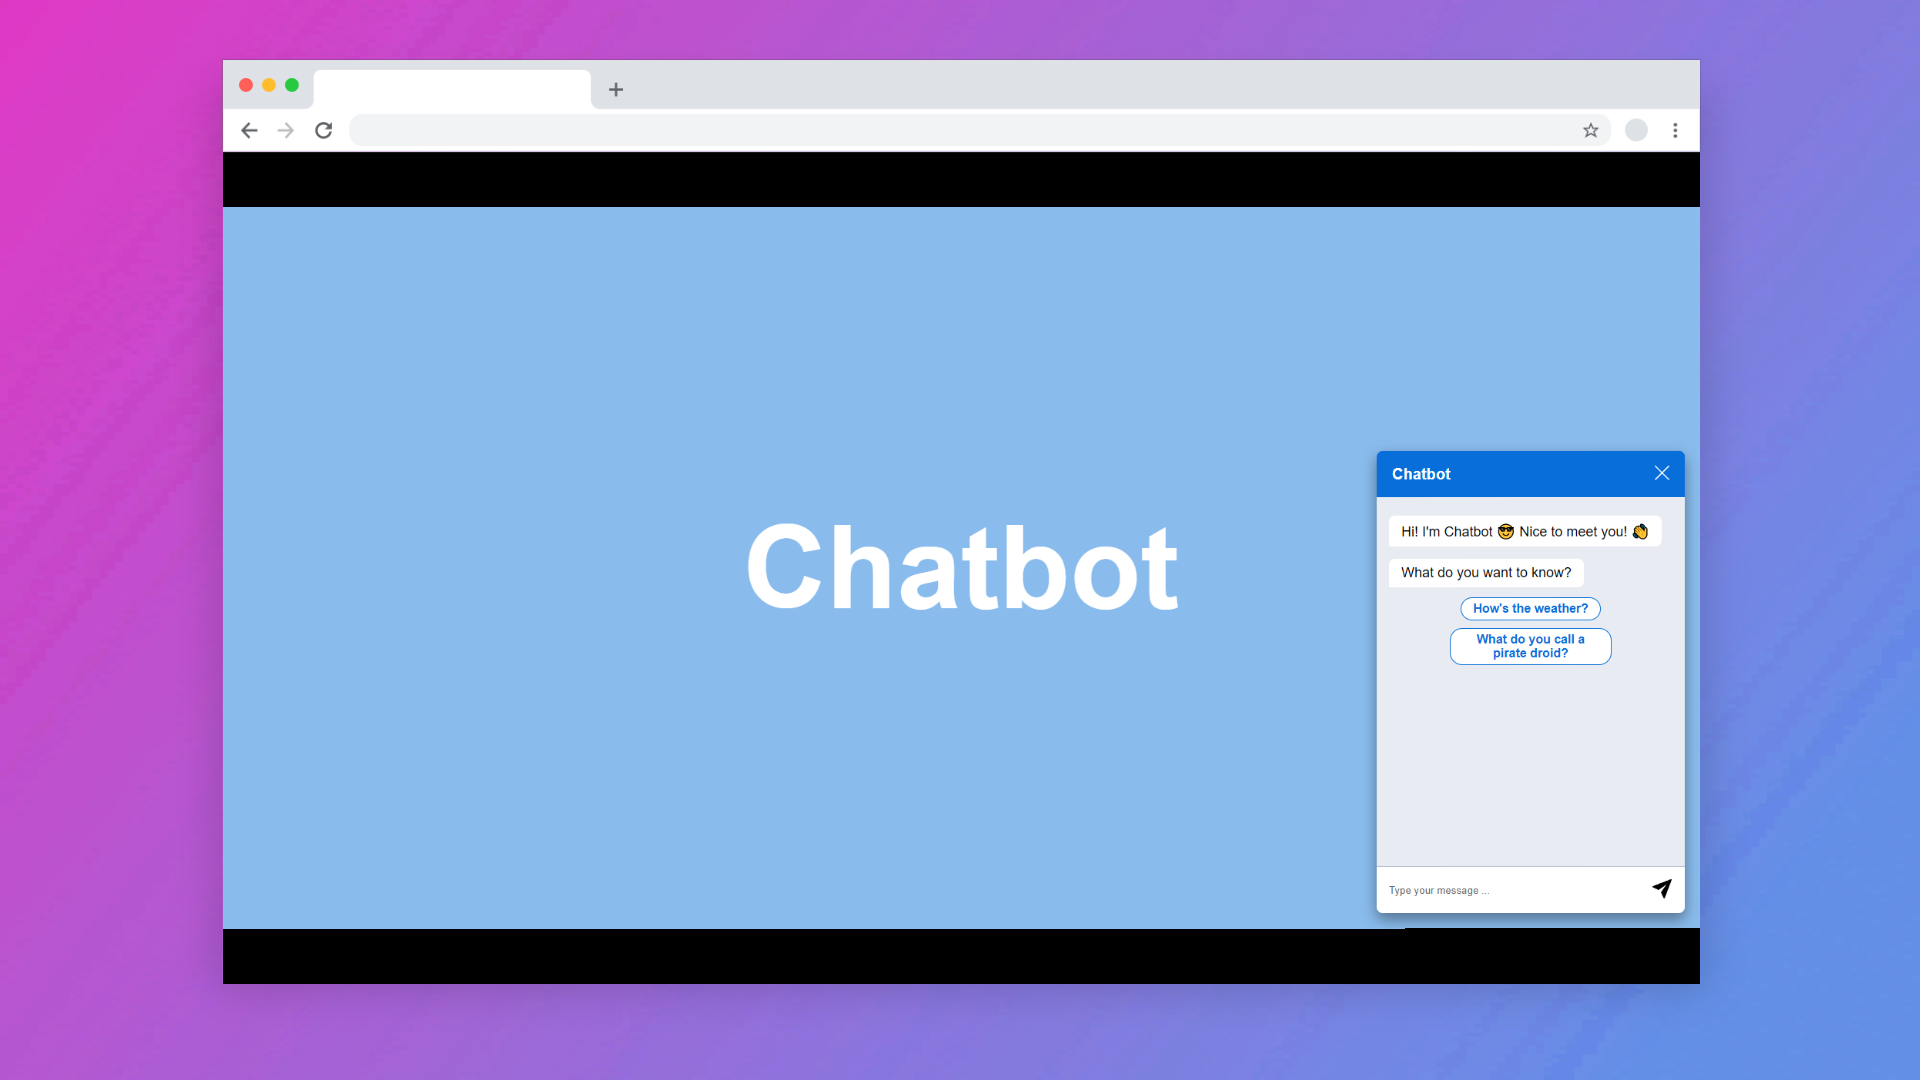 Chatbot
Chatbot
Hi! I'm Chatbot 😎 Nice to meet you! 👏
What do you want to know?
How's the weather?
What do you call a
pirate droid?
Type your message ...